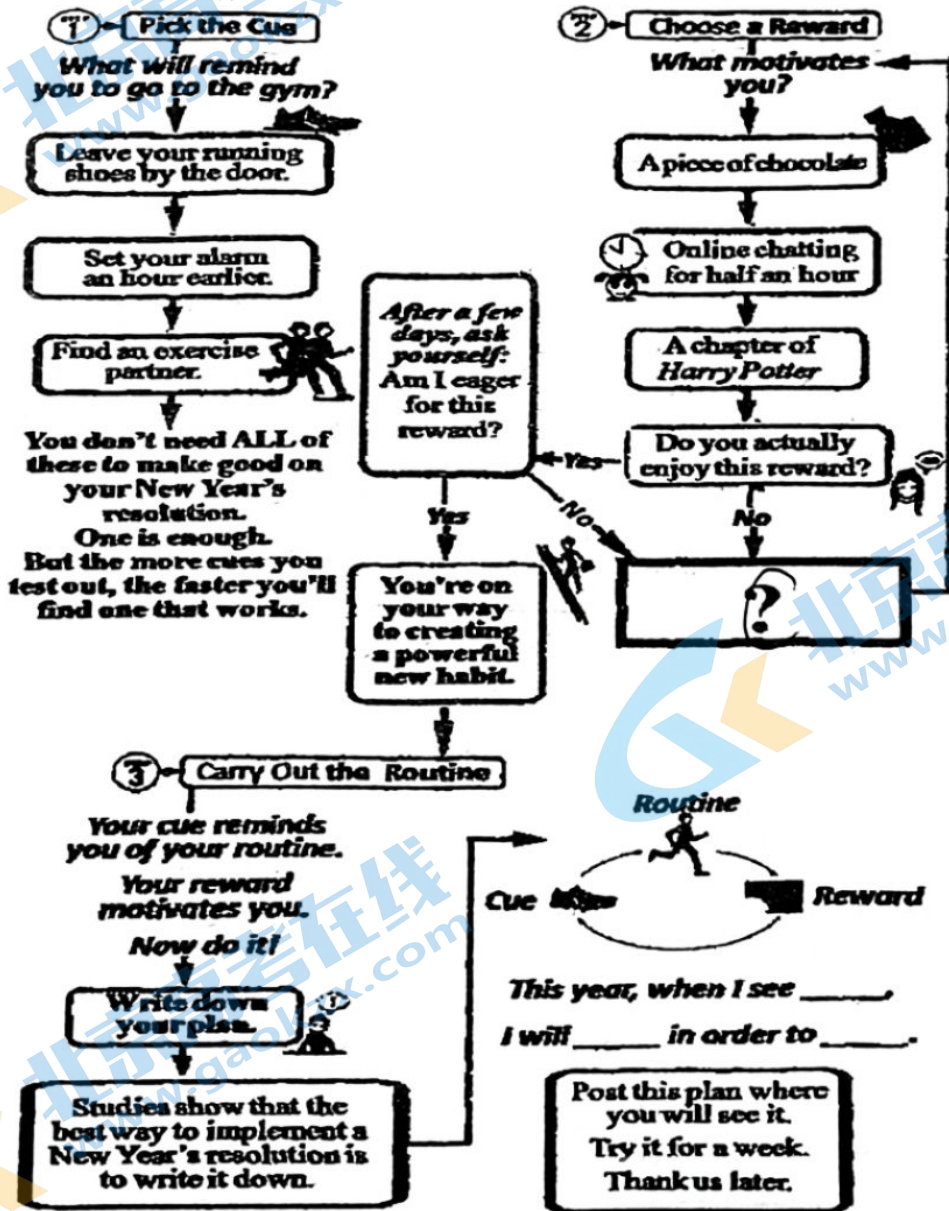 1
Pick the Cue
What will remind
you to go to the gym?
Leave your running
shoes by the door.
Set your alarm
an hour earlier.
Find an exercise
partner.
You don't need ALL of
these to make good on
your New Year's
resolution.
One is enough.
But the more cues you
test out, the faster you'll
find one that works.
2
Choose a Reward
What motivates
you?
A piece of chocolate
Online chatting
for half an hour
A chapter of
Harry Potter
Do you actually
enjoy this reward?
Yes
No
After a few
days, ask
yourself:
Am I eager
for this
reward?
Yes
No
?
You're on
your way
to creating
a powerful
new habit.
3
Carry Out the Routine
Your cue reminds
you of your routine.
Your reward
motivates you.
Now do it!
Write down
your plan.
Studies show that the
best way to implement a
New Year's resolution is
to write it down.
Routine
Cue
Reward
This year, when I see ______,
I will ______ in order to ______.
Post this plan where
you will see it.
Try it for a week.
Thank us later.
北京高考在线
www.gaokzx.com